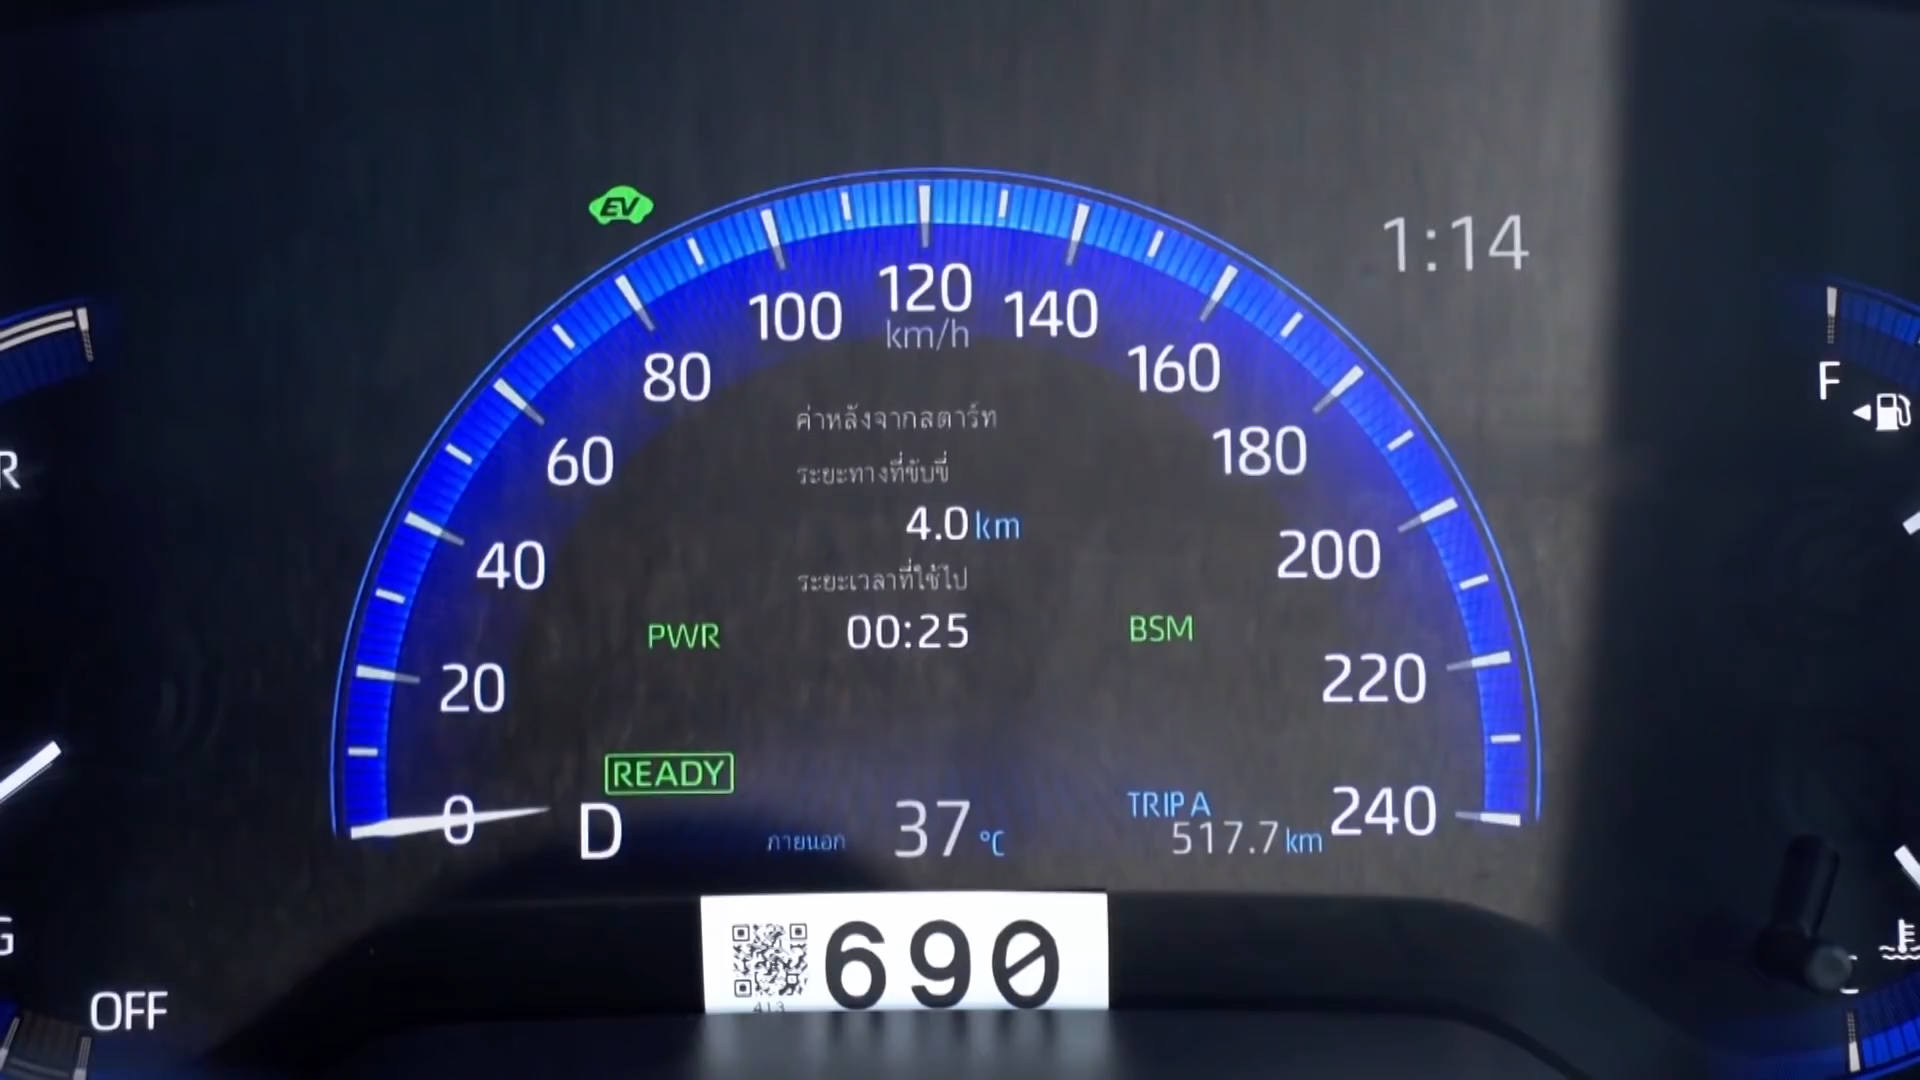 EV
1:14
120
km/h
100
140
80
160
60
180
40
200
20
220
0
240
ค่าหลังจากสตาร์ท
ระยะทางที่ขับขี่
4.0 km
ระยะเวลาที่ใช้ไป
00:25
PWR
BSM
READY
D
ภายนอก 37 °C
TRIP A
517.7 km
F
R
G
OFF
C
690
413